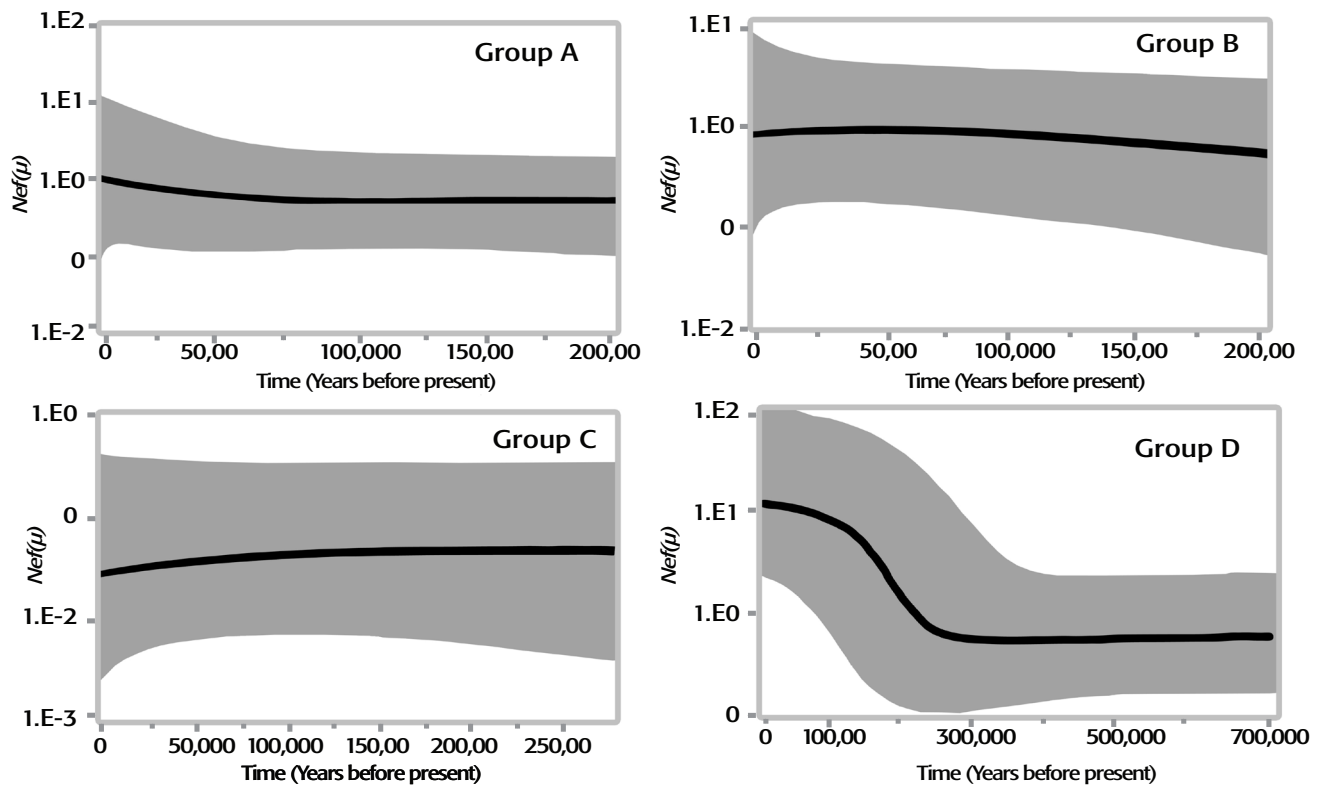 Group A
1.E2
1.E1
1.E0
0
1.E-2
Nef(μ)
0 50,00 100,000 150,00 200,00
Time (Years before present)
Group B
1.E1
1.E0
0
1.E-2
Nef(μ)
0 50,00 100,000 150,00 200,00
Time (Years before present)
Group C
1.E0
0
1.E-2
1.E-3
Nef(μ)
0 50,000 100,000 150,00 200,00 250,00
Time (Years before present)
Group D
1.E2
1.E1
1.E0
0
Nef(μ)
0 100,00 300,000 500,000 700,000
Time (Years before present)